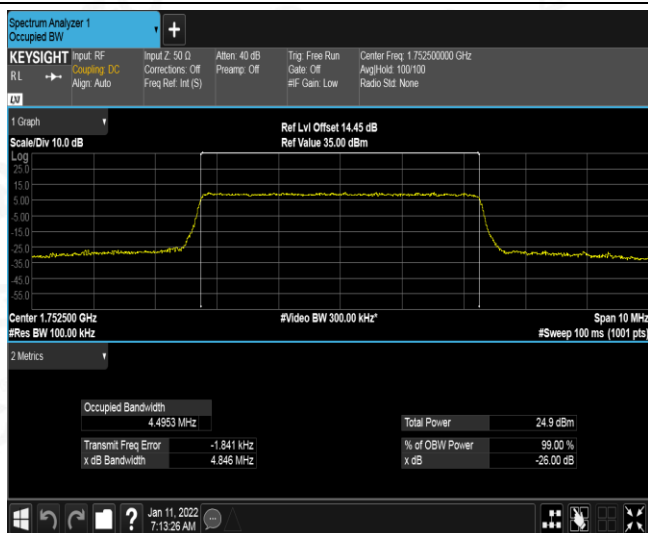 Spectrum Analyzer 1
Occupied BW
+
KEYSIGHT Input: RF Input Z: 50 Ω Atten: 40 dB Trig: Free Run Center Freq: 1.752500000 GHz
RL Coupling: DC Corrections: Off Preamp: Off Gate: Off Avg|Hold: 100/100
Align: Auto Freq Ref: Int (S) #IF Gain: Low Radio Std: None
LXI
1 Graph Ref Lvl Offset 14.45 dB
Scale/Div 10.0 dB Ref Value 35.00 dBm
Log
25.0
15.0
5.00
-5.00
-15.0
-25.0
-35.0
-45.0
-55.0
Center 1.752500 GHz #Video BW 300.00 kHz* Span 10 MHz
#Res BW 100.00 kHz #Sweep 100 ms (1001 pts)
2 Metrics
Occupied Bandwidth
4.4953 MHz Total Power 24.9 dBm
Transmit Freq Error -1.841 kHz % of OBW Power 99.00 %
x dB Bandwidth 4.846 MHz x dB -26.00 dB
? Jan 11, 2022
7:13:26 AM